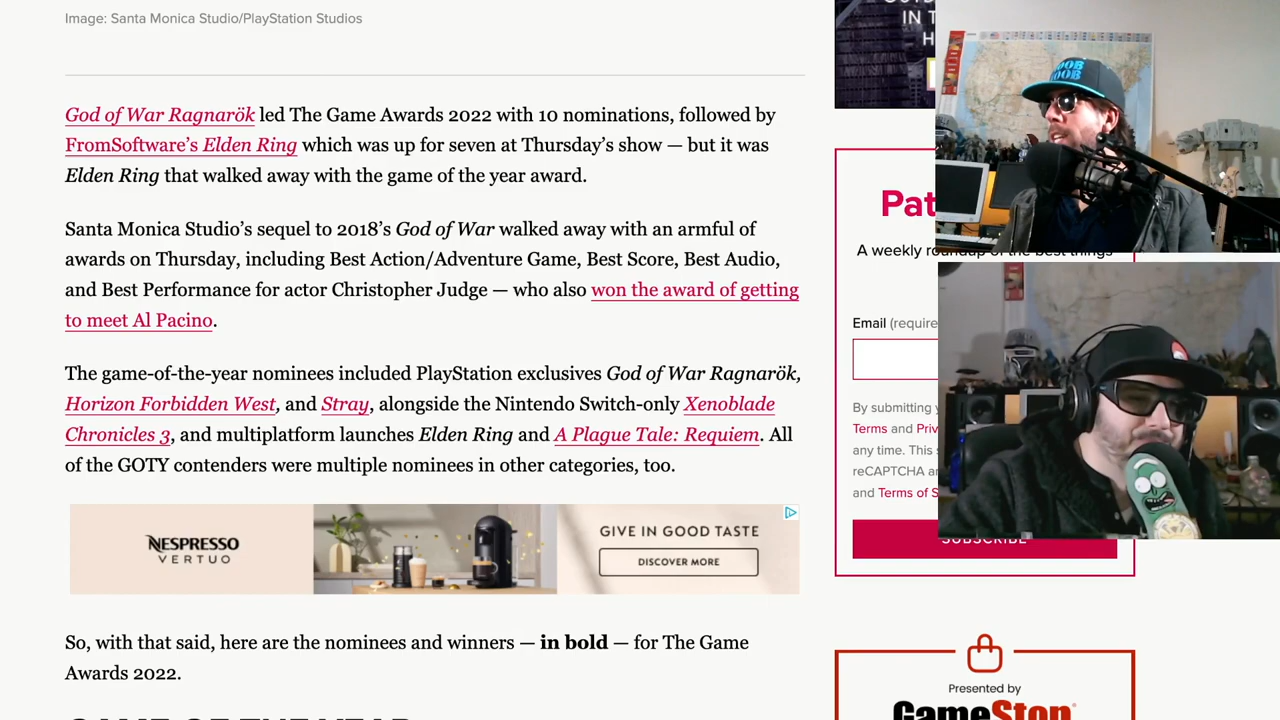 Image: Santa Monica Studio/PlayStation Studios
God of War Ragnarök led The Game Awards 2022 with 10 nominations, followed by
FromSoftware’s Elden Ring which was up for seven at Thursday’s show — but it was
Elden Ring that walked away with the game of the year award.
Santa Monica Studio’s sequel to 2018’s God of War walked away with an armful of
awards on Thursday, including Best Action/Adventure Game, Best Score, Best Audio,
and Best Performance for actor Christopher Judge — who also won the award of getting
to meet Al Pacino.
The game-of-the-year nominees included PlayStation exclusives God of War Ragnarök,
Horizon Forbidden West, and Stray, alongside the Nintendo Switch-only Xenoblade
Chronicles 3, and multiplatform launches Elden Ring and A Plague Tale: Requiem. All
of the GOTY contenders were multiple nominees in other categories, too.
NESPRESSO
VERTUO
GIVE IN GOOD TASTE
DISCOVER MORE
So, with that said, here are the nominees and winners — in bold — for The Game
Awards 2022.
GAME OF THE YEAR
IN T
H
Pat
A weekly roundup of the best things
Email (require
By submitting y
Terms and Priv
any time. This s
reCAPTCHA an
and Terms of S
SUBSCRIBE
Presented by
GameStop
NOOB
NOOB